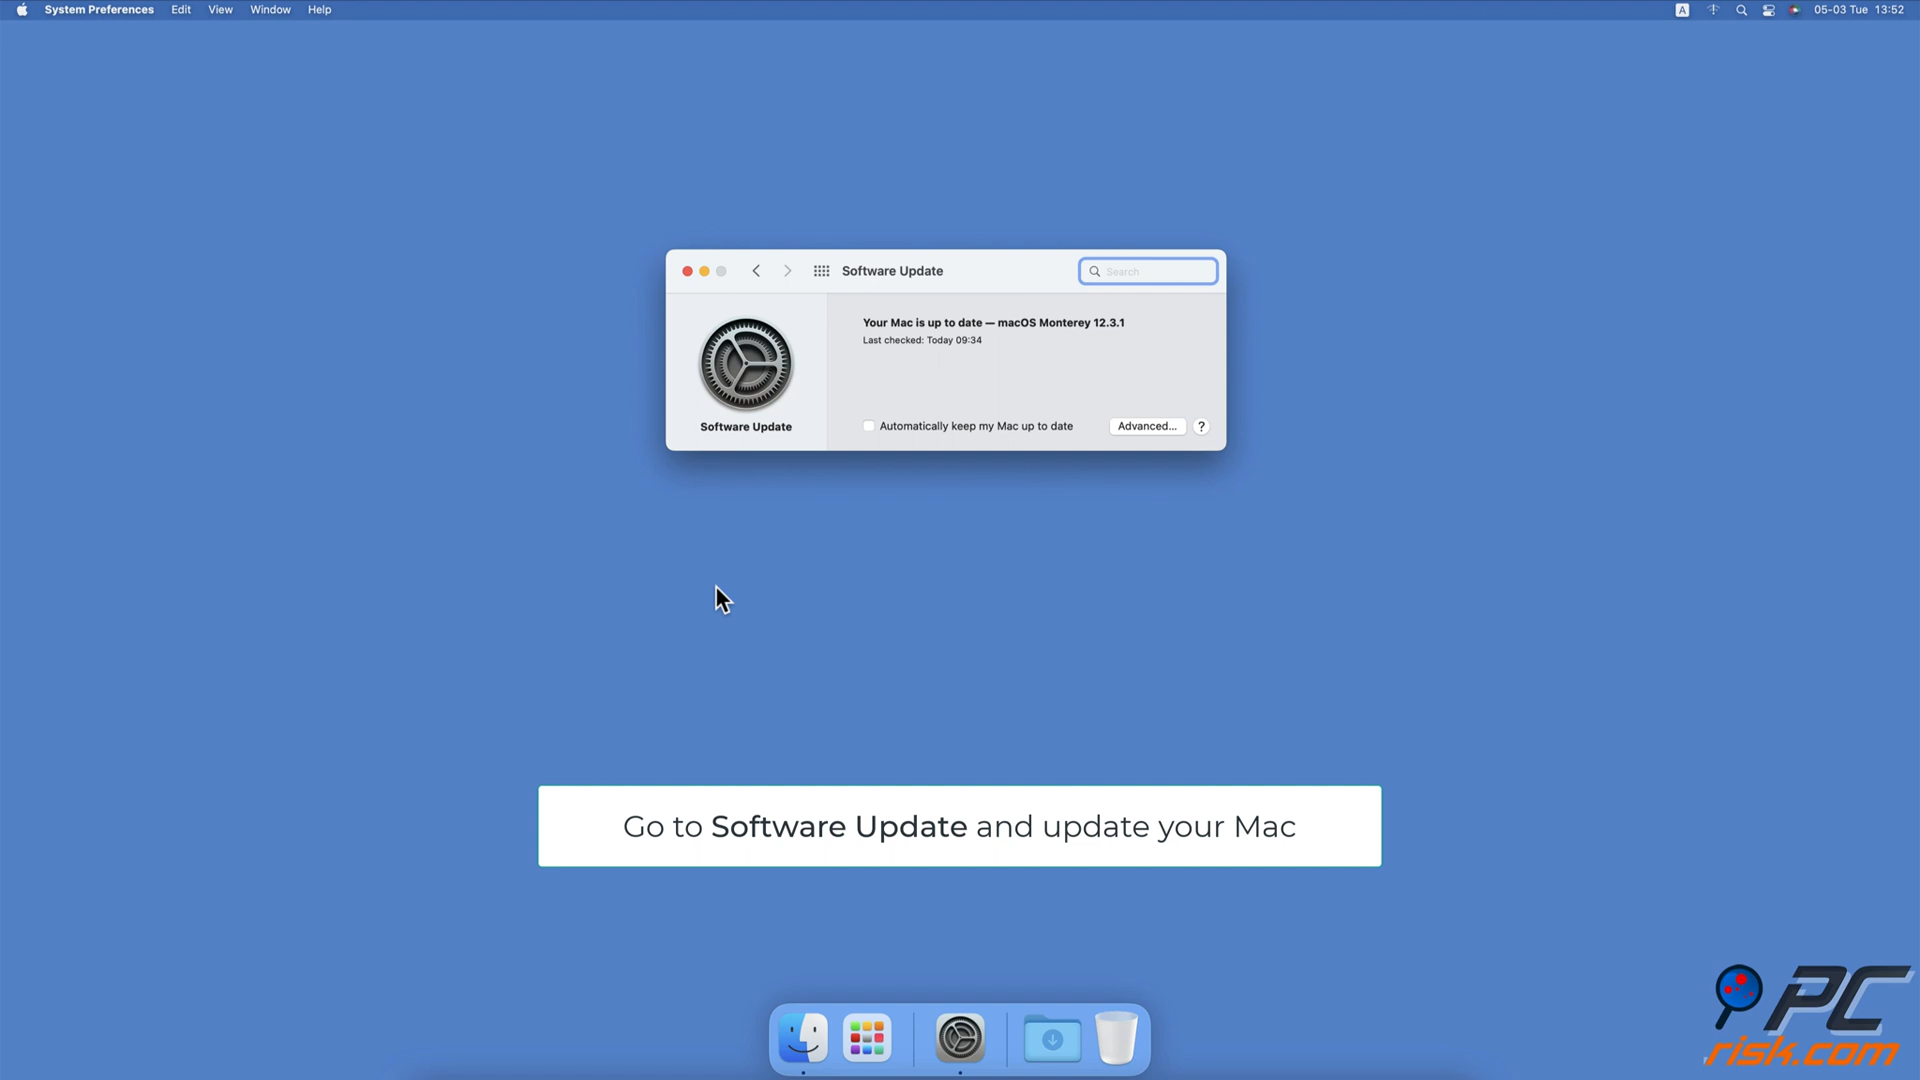 System Preferences Edit View Window Help
A 05-03 Tue 13:52
Software Update
Search
Your Mac is up to date — macOS Monterey 12.3.1
Last checked: Today 09:34
Software Update
Automatically keep my Mac up to date
Advanced... ?
Go to Software Update and update your Mac
PC
risk.com